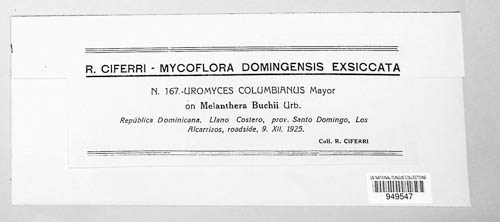 R. CIFERRI - MYCOFLORA DOMINGENSIS EXSICCATA
N. 167.-UROMYCES COLUMBIANUS Mayor
on Melanthera Buchii Urb.
República Dominicana, Llano Costero, prov. Santo Domingo, Los
Alcarrizos, roadside, 9. XII. 1925.
Coll. R. CIFERRI
US NATIONAL FUNGUS COLLECTIONS
949547